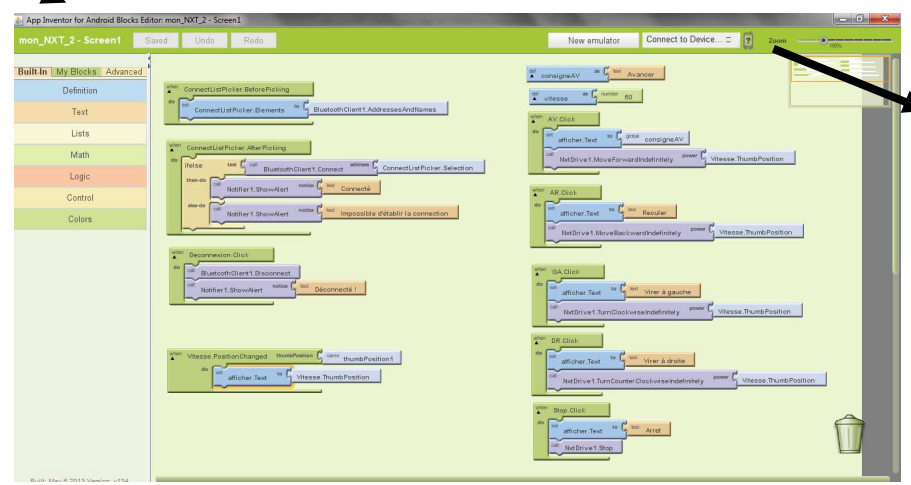 App Inventor for Android Blocks Editor: mon_NXT_2 - Screen1
mon_NXT_2 - Screen1 Saved Undo Redo New emulator Connect to Device... ? Zoom 100%
Built-In My Blocks Advanced
Definition
Text
Lists
Math
Logic
Control
Colors
when ConnectListPicker.BeforePicking
do set ConnectListPicker.Elements to BluetoothClient1.AddressesAndNames
when ConnectListPicker.AfterPicking
do ifelse test call BluetoothClient1.Connect address ConnectListPicker.Selection
then-do call Notifier1.ShowAlert notice text Connecté
else-do call Notifier1.ShowAlert notice text Impossible d'établir la connection
when Deconnexion.Click
do call BluetoothClient1.Disconnect
call Notifier1.ShowAlert notice text Déconnecté !
when Vitesse.PositionChanged thumbPosition name thumbPosition1
do set afficher.Text to Vitesse.ThumbPosition
def consigneAV as text Avancer
def vitesse as number 80
when AV.Click
do set afficher.Text to global consigneAV
call NxtDrive1.MoveForwardIndefinitely power Vitesse.ThumbPosition
when AR.Click
do set afficher.Text to text Reculer
call NxtDrive1.MoveBackwardIndefinitely power Vitesse.ThumbPosition
when GA.Click
do set afficher.Text to text Virer à gauche
call NxtDrive1.TurnClockwiseIndefinitely power Vitesse.ThumbPosition
when DR.Click
do set afficher.Text to text Virer à droite
call NxtDrive1.TurnCounterClockwiseIndefinitely power Vitesse.ThumbPosition
when Stop.Click
do set afficher.Text to text Arret
call NxtDrive1.Stop